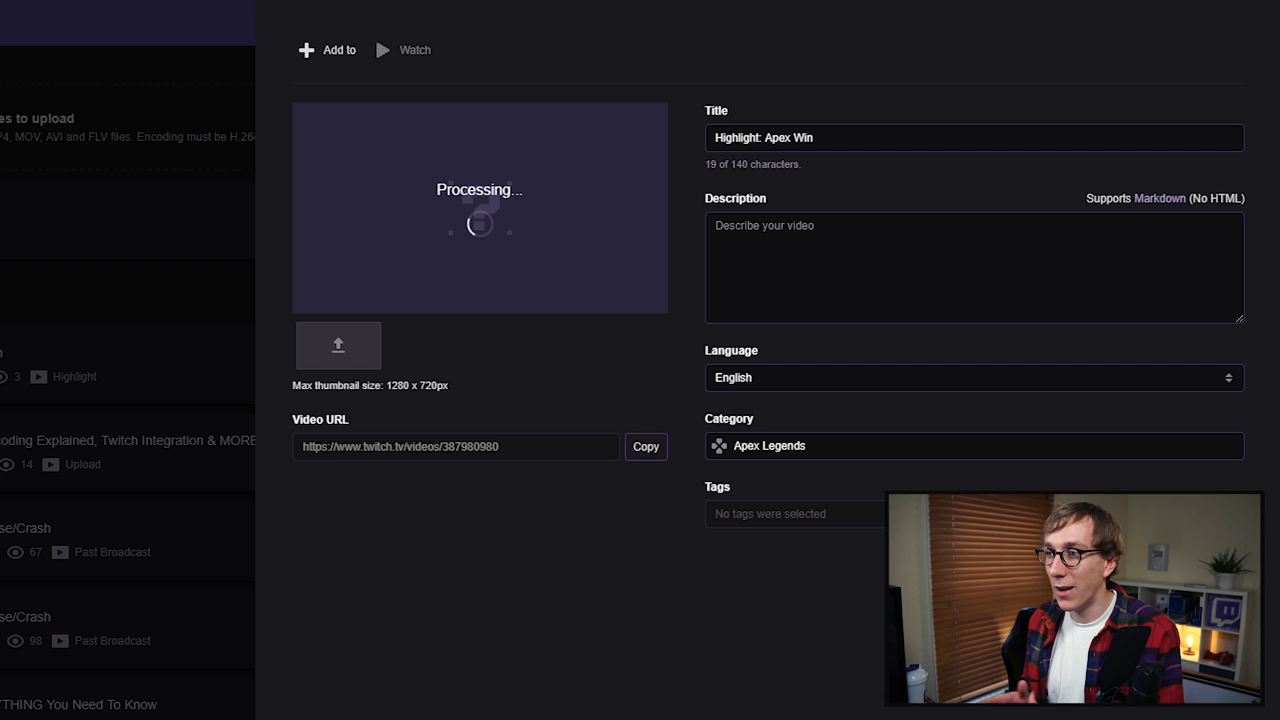 Add to
Watch
es to upload
P4, MOV, AVI and FLV files. Encoding must be H.264
Processing...
Max thumbnail size: 1280 x 720px
Video URL
https://www.twitch.tv/videos/387980980
Copy
Title
Highlight: Apex Win
19 of 140 characters.
Description
Supports Markdown (No HTML)
Describe your video
Language
English
Category
Apex Legends
Tags
No tags were selected
3
Highlight
oding Explained, Twitch Integration & MORE
14
Upload
se/Crash
67
Past Broadcast
se/Crash
98
Past Broadcast
YTHING You Need To Know